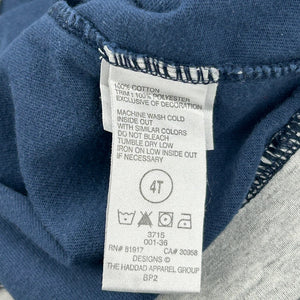 100% COTTON
TRIM: 100% POLYESTER
EXCLUSIVE OF DECORATION
MACHINE WASH COLD
INSIDE OUT
WITH SIMILAR COLORS
DO NOT BLEACH
TUMBLE DRY LOW
IRON ON LOW INSIDE OUT
IF NECESSARY
4T
3715
001-36
RN# 81917 CA# 30958
DESIGNS ©
THE HADDAD APPAREL GROUP
BP2